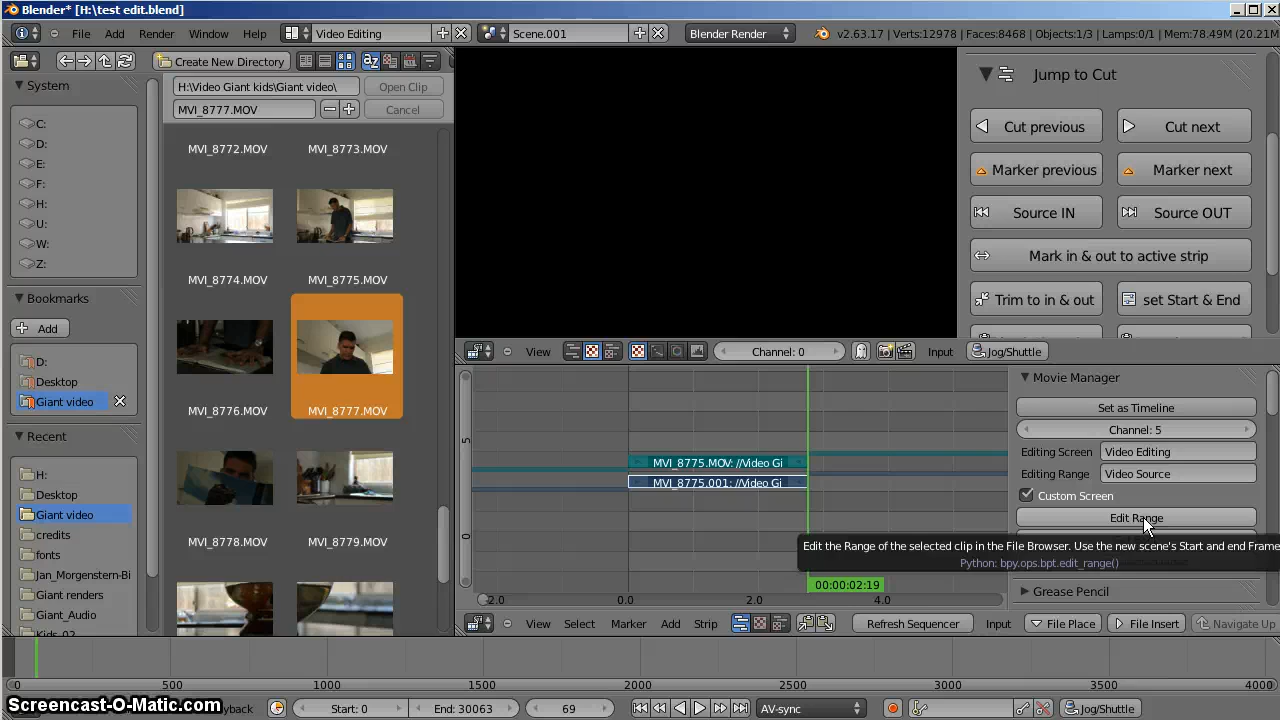 Blender* [H:\test edit.blend]
File Add Render Window Help Video Editing Scene.001 Blender Render v2.63.17 | Verts:12978 | Faces:8468 | Objects:1/3 | Lamps:0/1 | Mem:78.49M (20.21M
Create New Directory
System
C:
D:
E:
F:
H:
U:
W:
Z:
Bookmarks
Add
D:
Desktop
Giant video
Recent
H:
Desktop
Giant video
credits
fonts
Jan_Morgenstern-Bi
Giant renders
Giant_Audio
Kids_02
H:\Video Giant kids\Giant video\ Open Clip
MVI_8777.MOV Cancel
MVI_8772.MOV MVI_8773.MOV
MVI_8774.MOV MVI_8775.MOV
MVI_8776.MOV MVI_8777.MOV
MVI_8778.MOV MVI_8779.MOV
Jump to Cut
Cut previous Cut next
Marker previous Marker next
Source IN Source OUT
Mark in & out to active strip
Trim to in & out set Start & End
View Channel: 0 Input Jog/Shuttle
5
0
MVI_8775.MOV: //Video Gi
MVI_8775.001: //Video Gi
00:00:02:19
-2.0 0.0 2.0 4.0
Movie Manager
Set as Timeline
Channel: 5
Editing Screen Video Editing
Editing Range Video Source
Custom Screen
Edit Range
Edit the Range of the selected clip in the File Browser. Use the new scene's Start and end Frame
Python: bpy.ops.bpt.edit_range()
Grease Pencil
View Select Marker Add Strip Refresh Sequencer Input File Place File Insert Navigate Up
0 500 1000 1500 2000 2500 3000 3500 4000
Screencast-O-Matic.com
yback Start: 0 End: 30063 69 AV-sync Jog/Shuttle